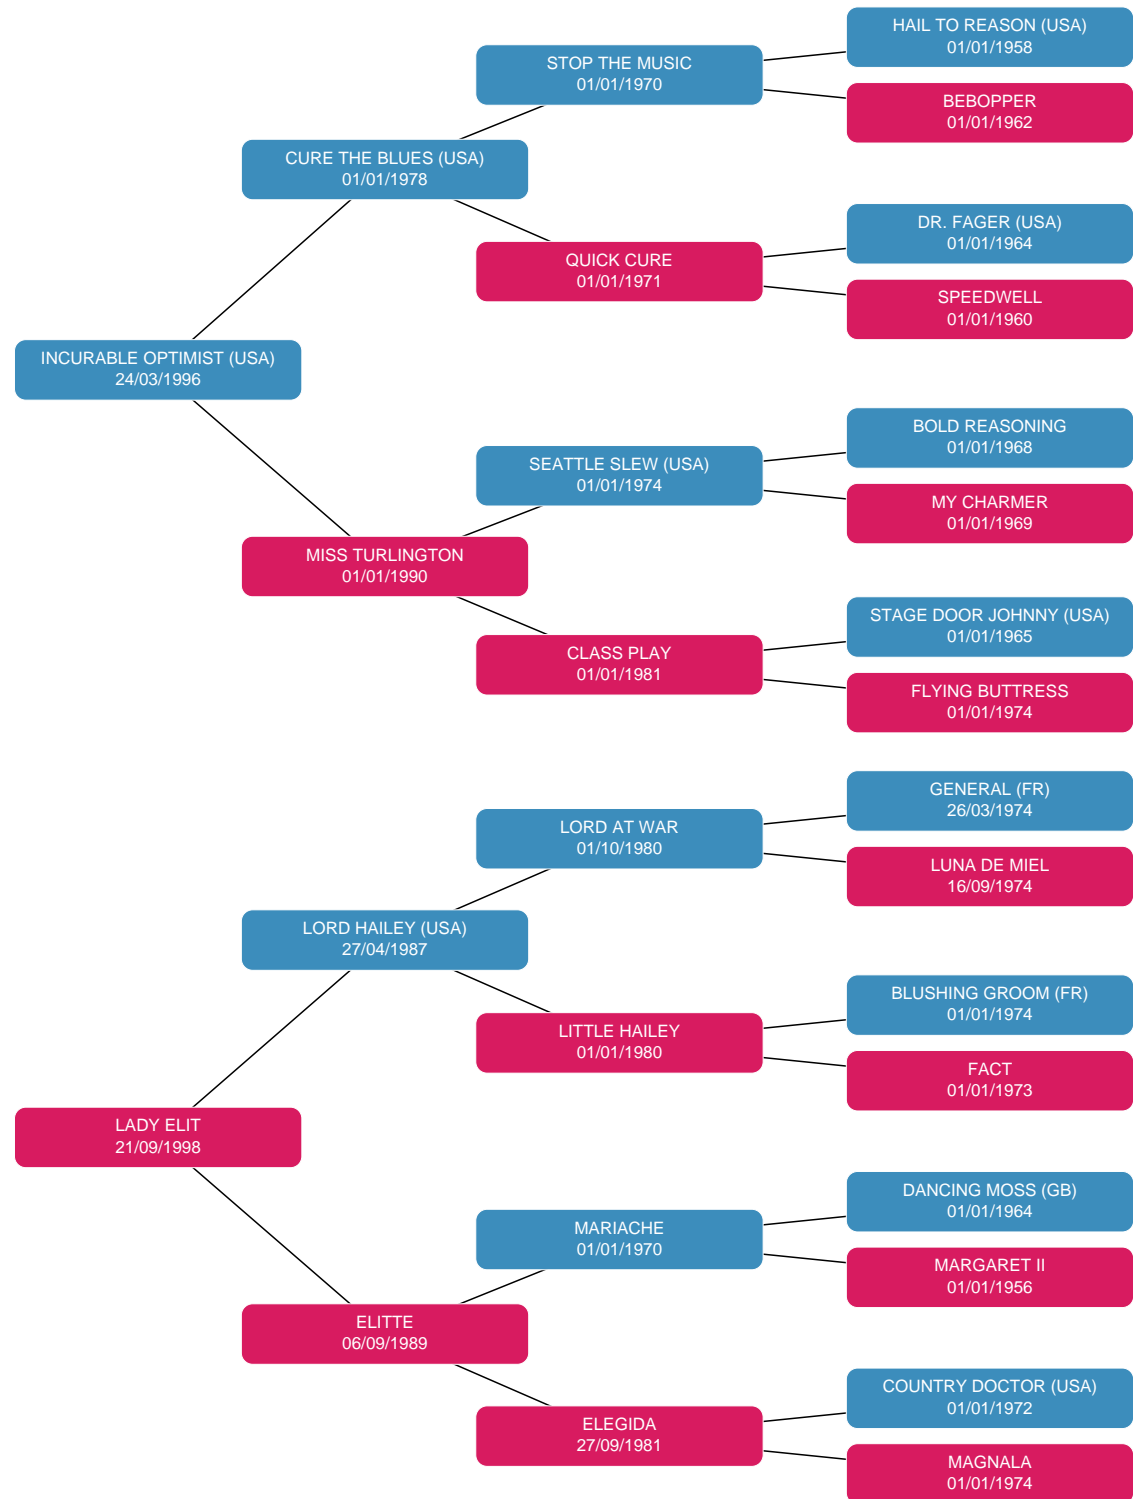 HAIL TO REASON (USA)
01/01/1958
STOP THE MUSIC
01/01/1970
BEBOPPER
01/01/1962
CURE THE BLUES (USA)
01/01/1978
DR. FAGER (USA)
01/01/1964
QUICK CURE
01/01/1971
SPEEDWELL
01/01/1960
INCURABLE OPTIMIST (USA)
24/03/1996
BOLD REASONING
01/01/1968
SEATTLE SLEW (USA)
01/01/1974
MY CHARMER
01/01/1969
MISS TURLINGTON
01/01/1990
STAGE DOOR JOHNNY (USA)
01/01/1965
CLASS PLAY
01/01/1981
FLYING BUTTRESS
01/01/1974
GENERAL (FR)
26/03/1974
LORD AT WAR
01/10/1980
LUNA DE MIEL
16/09/1974
LORD HAILEY (USA)
27/04/1987
BLUSHING GROOM (FR)
01/01/1974
LITTLE HAILEY
01/01/1980
FACT
01/01/1973
LADY ELIT
21/09/1998
DANCING MOSS (GB)
01/01/1964
MARIACHE
01/01/1970
MARGARET II
01/01/1956
ELITTE
06/09/1989
COUNTRY DOCTOR (USA)
01/01/1972
ELEGIDA
27/09/1981
MAGNALA
01/01/1974